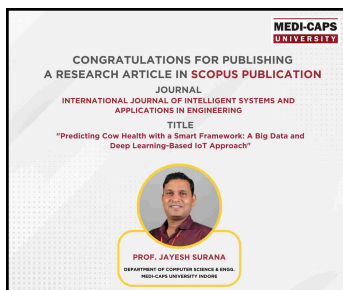 MEDI-CAPS
UNIVERSITY
CONGRATULATIONS FOR PUBLISHING
A RESEARCH ARTICLE IN SCOPUS PUBLICATION
JOURNAL
INTERNATIONAL JOURNAL OF INTELLIGENT SYSTEMS AND
APPLICATIONS IN ENGINEERING
TITLE
"Predicting Cow Health with a Smart Framework: A Big Data and
Deep Learning-Based IoT Approach"
PROF. JAYESH SURANA
DEPARTMENT OF COMPUTER SCIENCE & ENGG.
MEDI-CAPS UNIVERSITY INDORE